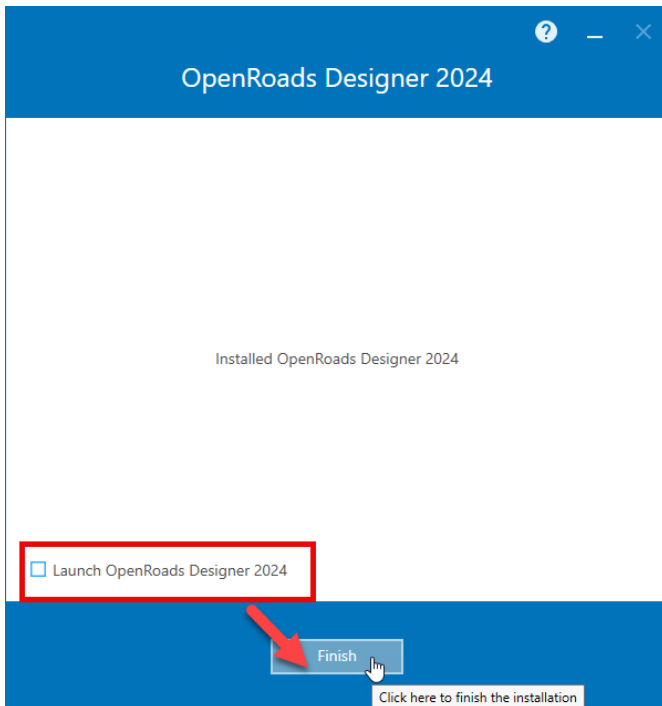 OpenRoads Designer 2024
Installed OpenRoads Designer 2024
Launch OpenRoads Designer 2024
Finish
Click here to finish the installation